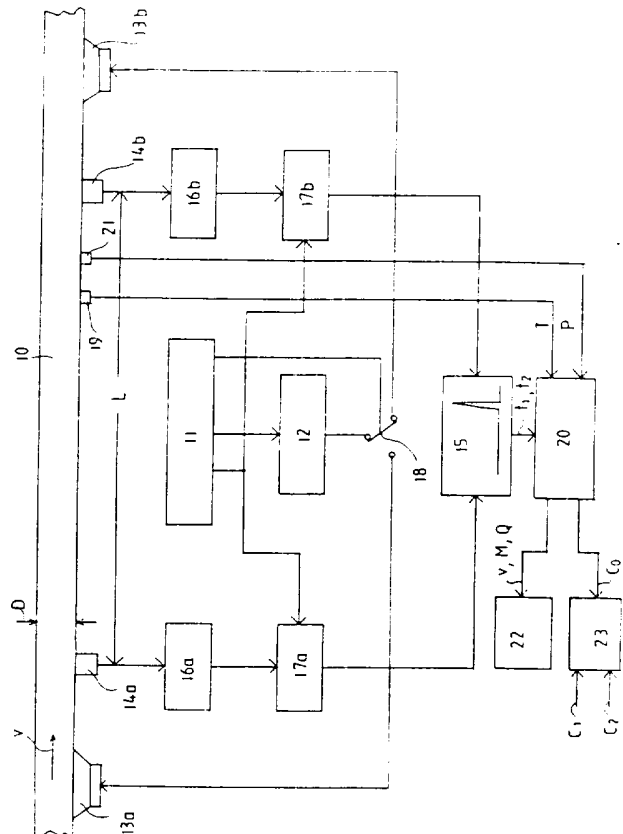 13b
14b
21
19
10
D
14a
v
13a
L
16b
17b
11
12
18
16a
17a
T
P
15
t₁, t₂
20
v, M, Q
C₀
22
23
C₁
C₂